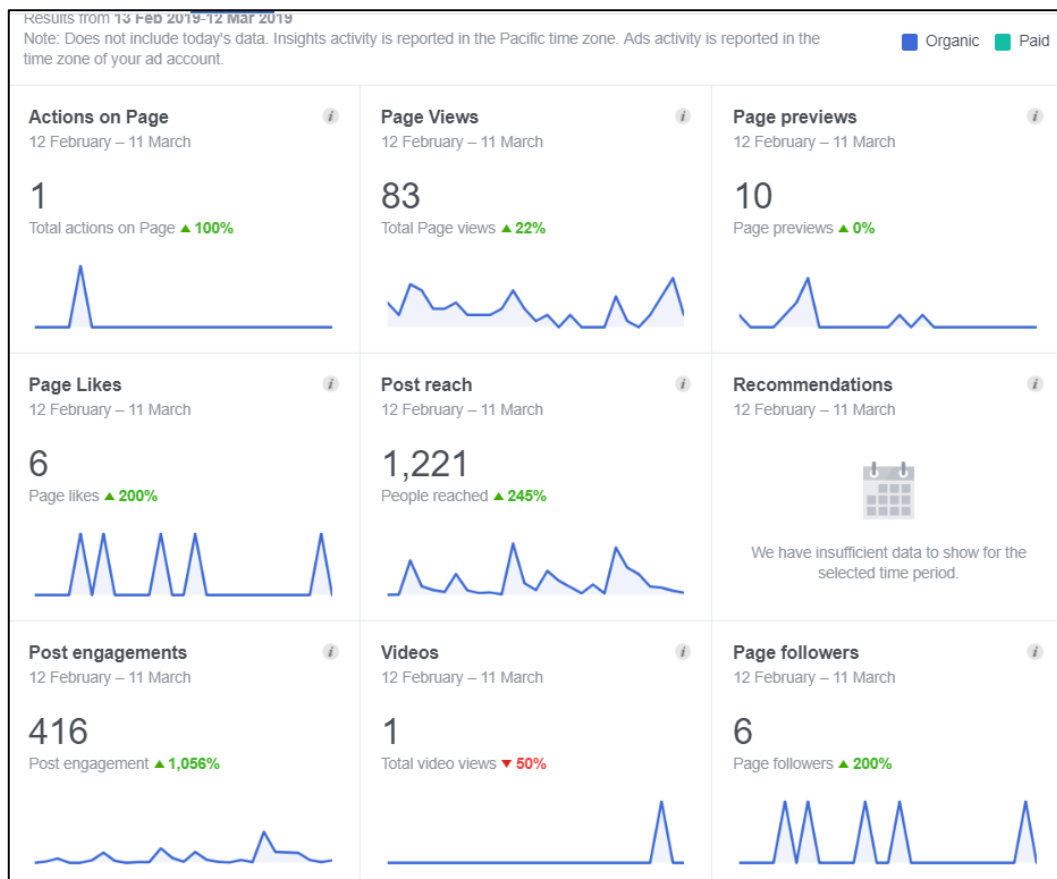 Results from 13 Feb 2019-12 Mar 2019
Note: Does not include today's data. Insights activity is reported in the Pacific time zone. Ads activity is reported in the
time zone of your ad account.
Organic
Paid
Actions on Page
12 February – 11 March
1
Total actions on Page ▲ 100%
Page Views
12 February – 11 March
83
Total Page views ▲ 22%
Page previews
12 February – 11 March
10
Page previews ▲ 0%
Page Likes
12 February – 11 March
6
Page likes ▲ 200%
Post reach
12 February – 11 March
1,221
People reached ▲ 245%
Recommendations
12 February – 11 March
We have insufficient data to show for the
selected time period.
Post engagements
12 February – 11 March
416
Post engagement ▲ 1,056%
Videos
12 February – 11 March
1
Total video views ▼ 50%
Page followers
12 February – 11 March
6
Page followers ▲ 200%